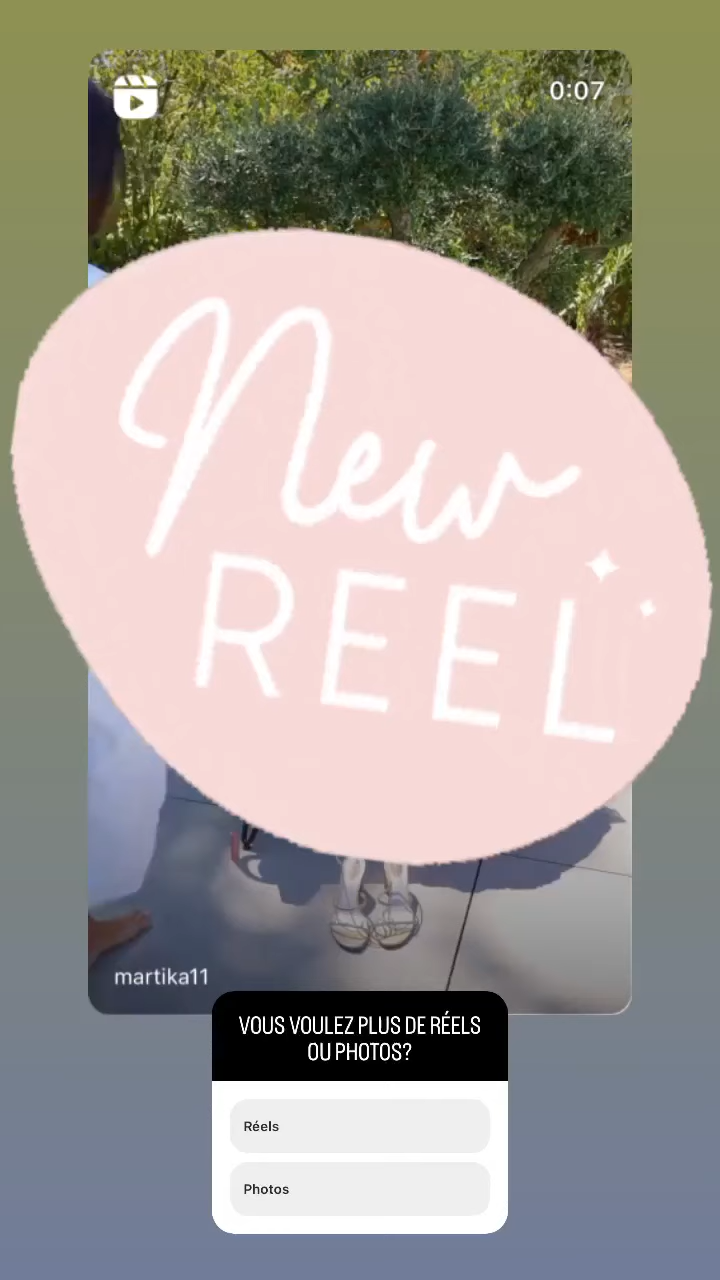 0:07
New
REEL
martika11
VOUS VOULEZ PLUS DE RÉELS
OU PHOTOS?
Réels
Photos